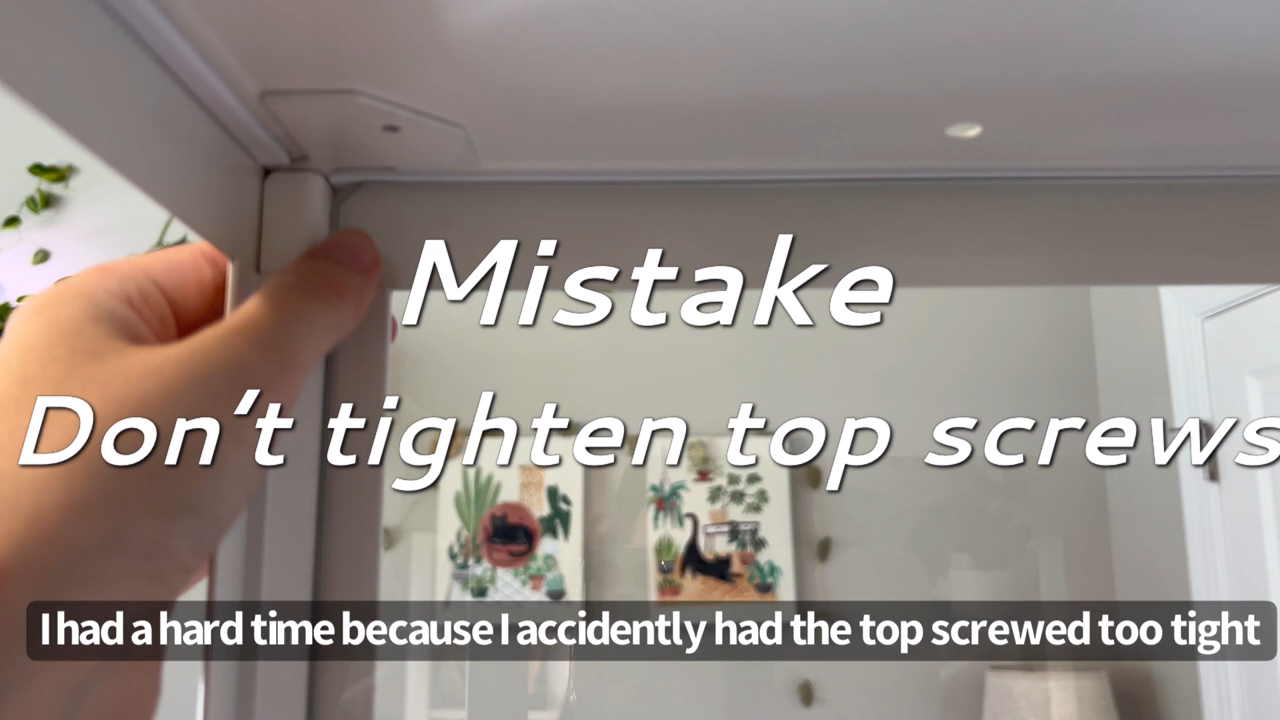 Mistake
Don't tighten top screws
I had a hard time because I accidently had the top screwed too tight